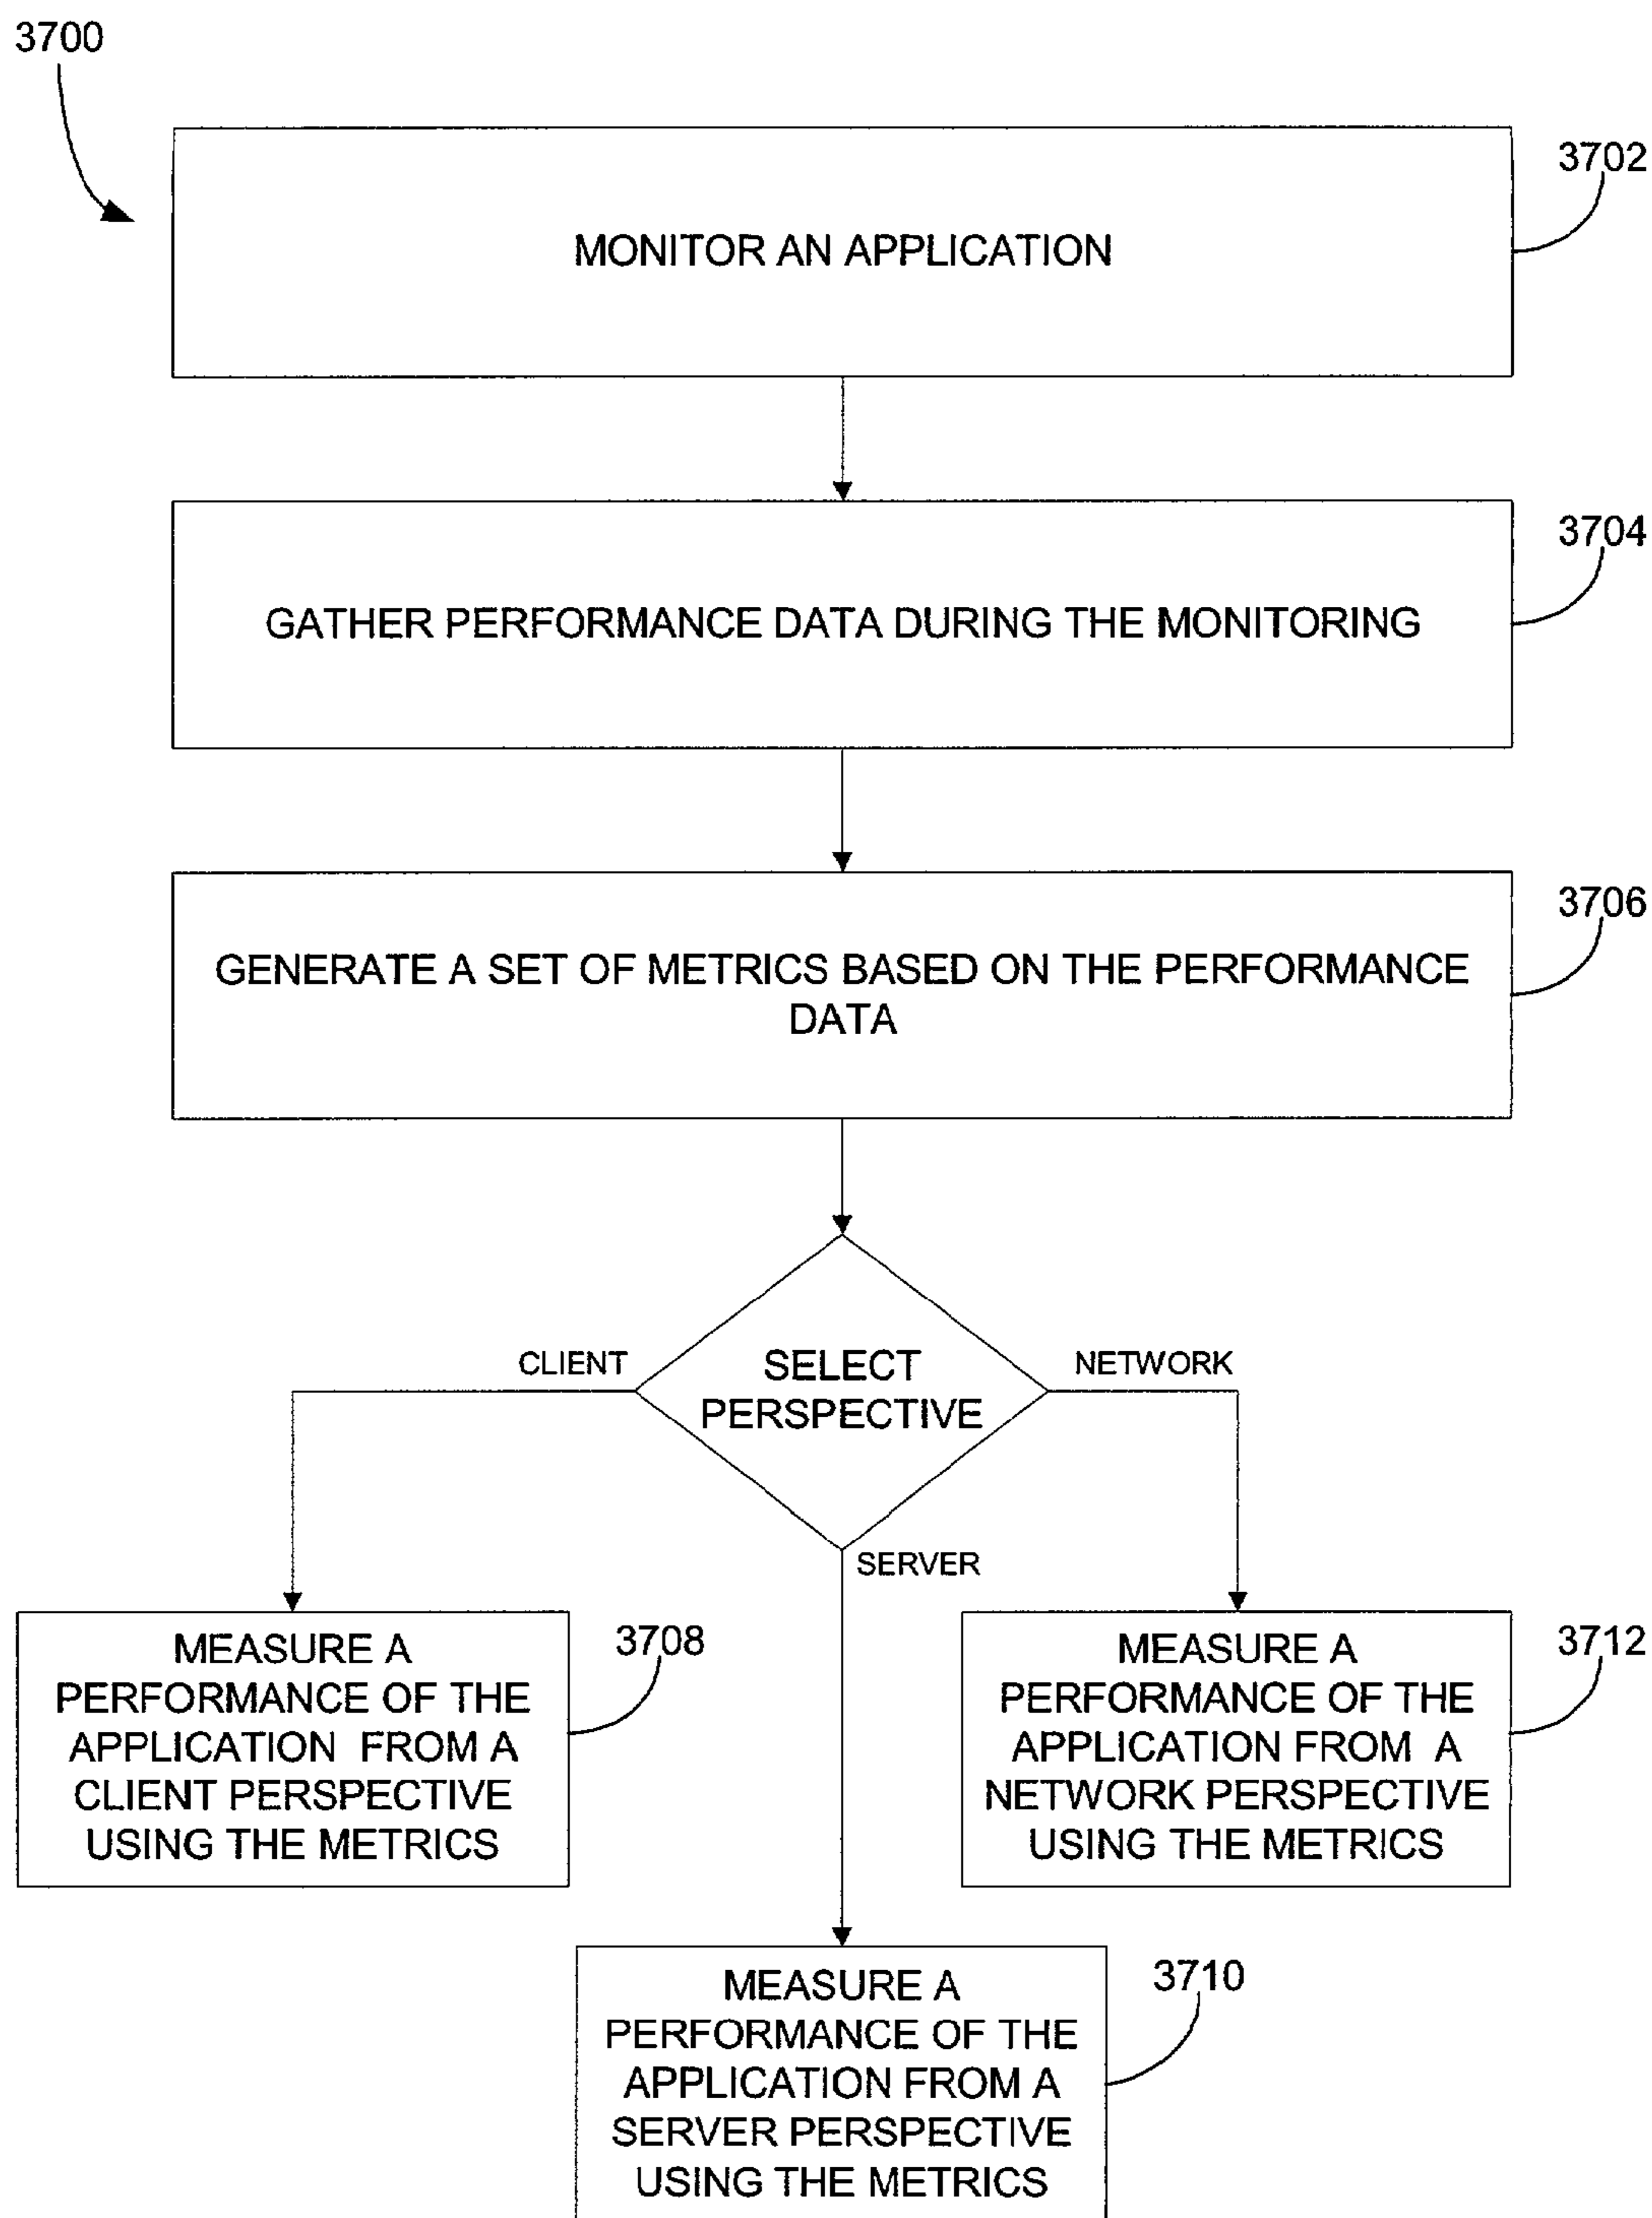 3700
3702
MONITOR AN APPLICATION
3704
GATHER PERFORMANCE DATA DURING THE MONITORING
3706
GENERATE A SET OF METRICS BASED ON THE PERFORMANCE
DATA
CLIENT
SELECT
PERSPECTIVE
NETWORK
SERVER
MEASURE A
PERFORMANCE OF THE
APPLICATION FROM A
CLIENT PERSPECTIVE
USING THE METRICS
3708
MEASURE A
PERFORMANCE OF THE
APPLICATION FROM A
NETWORK PERSPECTIVE
USING THE METRICS
3712
MEASURE A
PERFORMANCE OF THE
APPLICATION FROM A
SERVER PERSPECTIVE
USING THE METRICS
3710